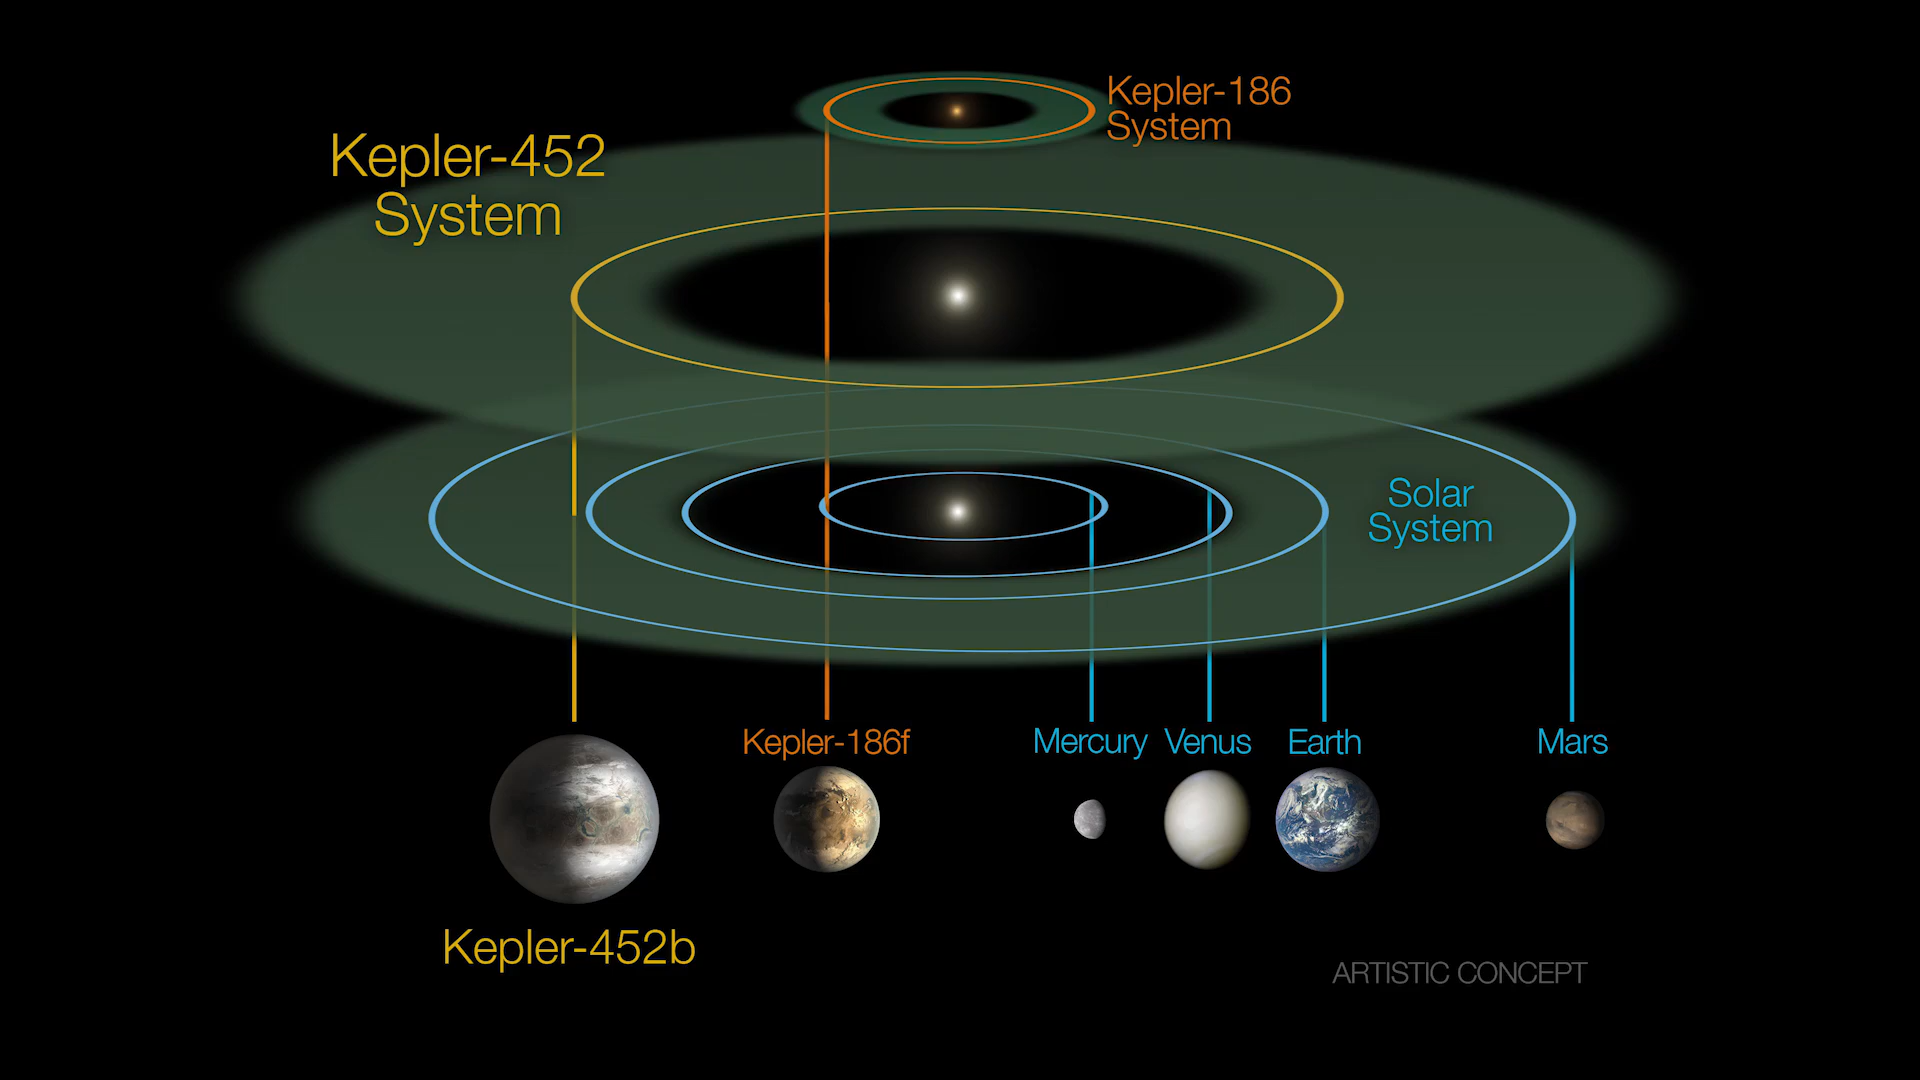 Kepler-186
System
Kepler-452
System
Solar
System
Kepler-186f
Mercury
Venus
Earth
Mars
Kepler-452b
ARTISTIC CONCEPT